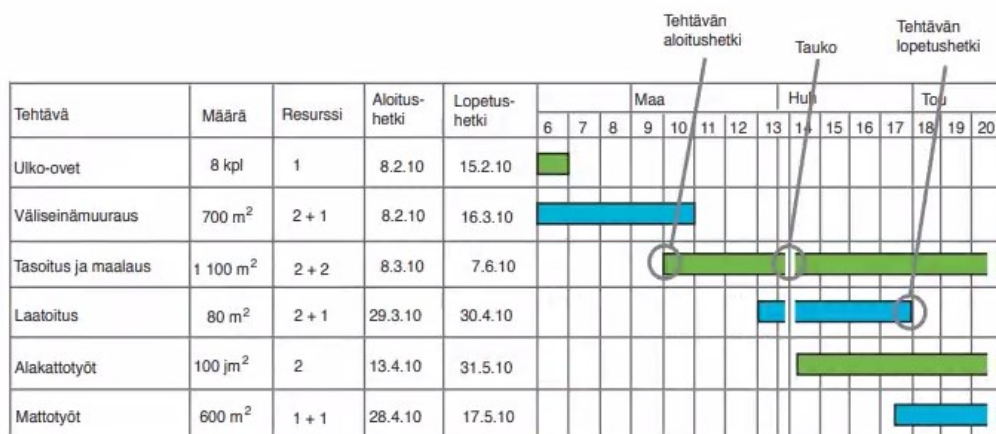 Tehtävän
aloitushetki
Tauko
Tehtävän
lopetushetki
Tehtävä Määrä Resurssi Aloitus-
hetki Lopetus-
hetki Maa Huh Tou
6 7 8 9 10 11 12 13 14 15 16 17 18 19 20
Ulko-ovet 8 kpl 1 8.2.10 15.2.10
Väliseinämuuraus 700 m² 2 + 1 8.2.10 16.3.10
Tasoitus ja maalaus 1 100 m² 2 + 2 8.3.10 7.6.10
Laatoitus 80 m² 2 + 1 29.3.10 30.4.10
Alakattotyöt 100 jm² 2 13.4.10 31.5.10
Mattotyöt 600 m² 1 + 1 28.4.10 17.5.10